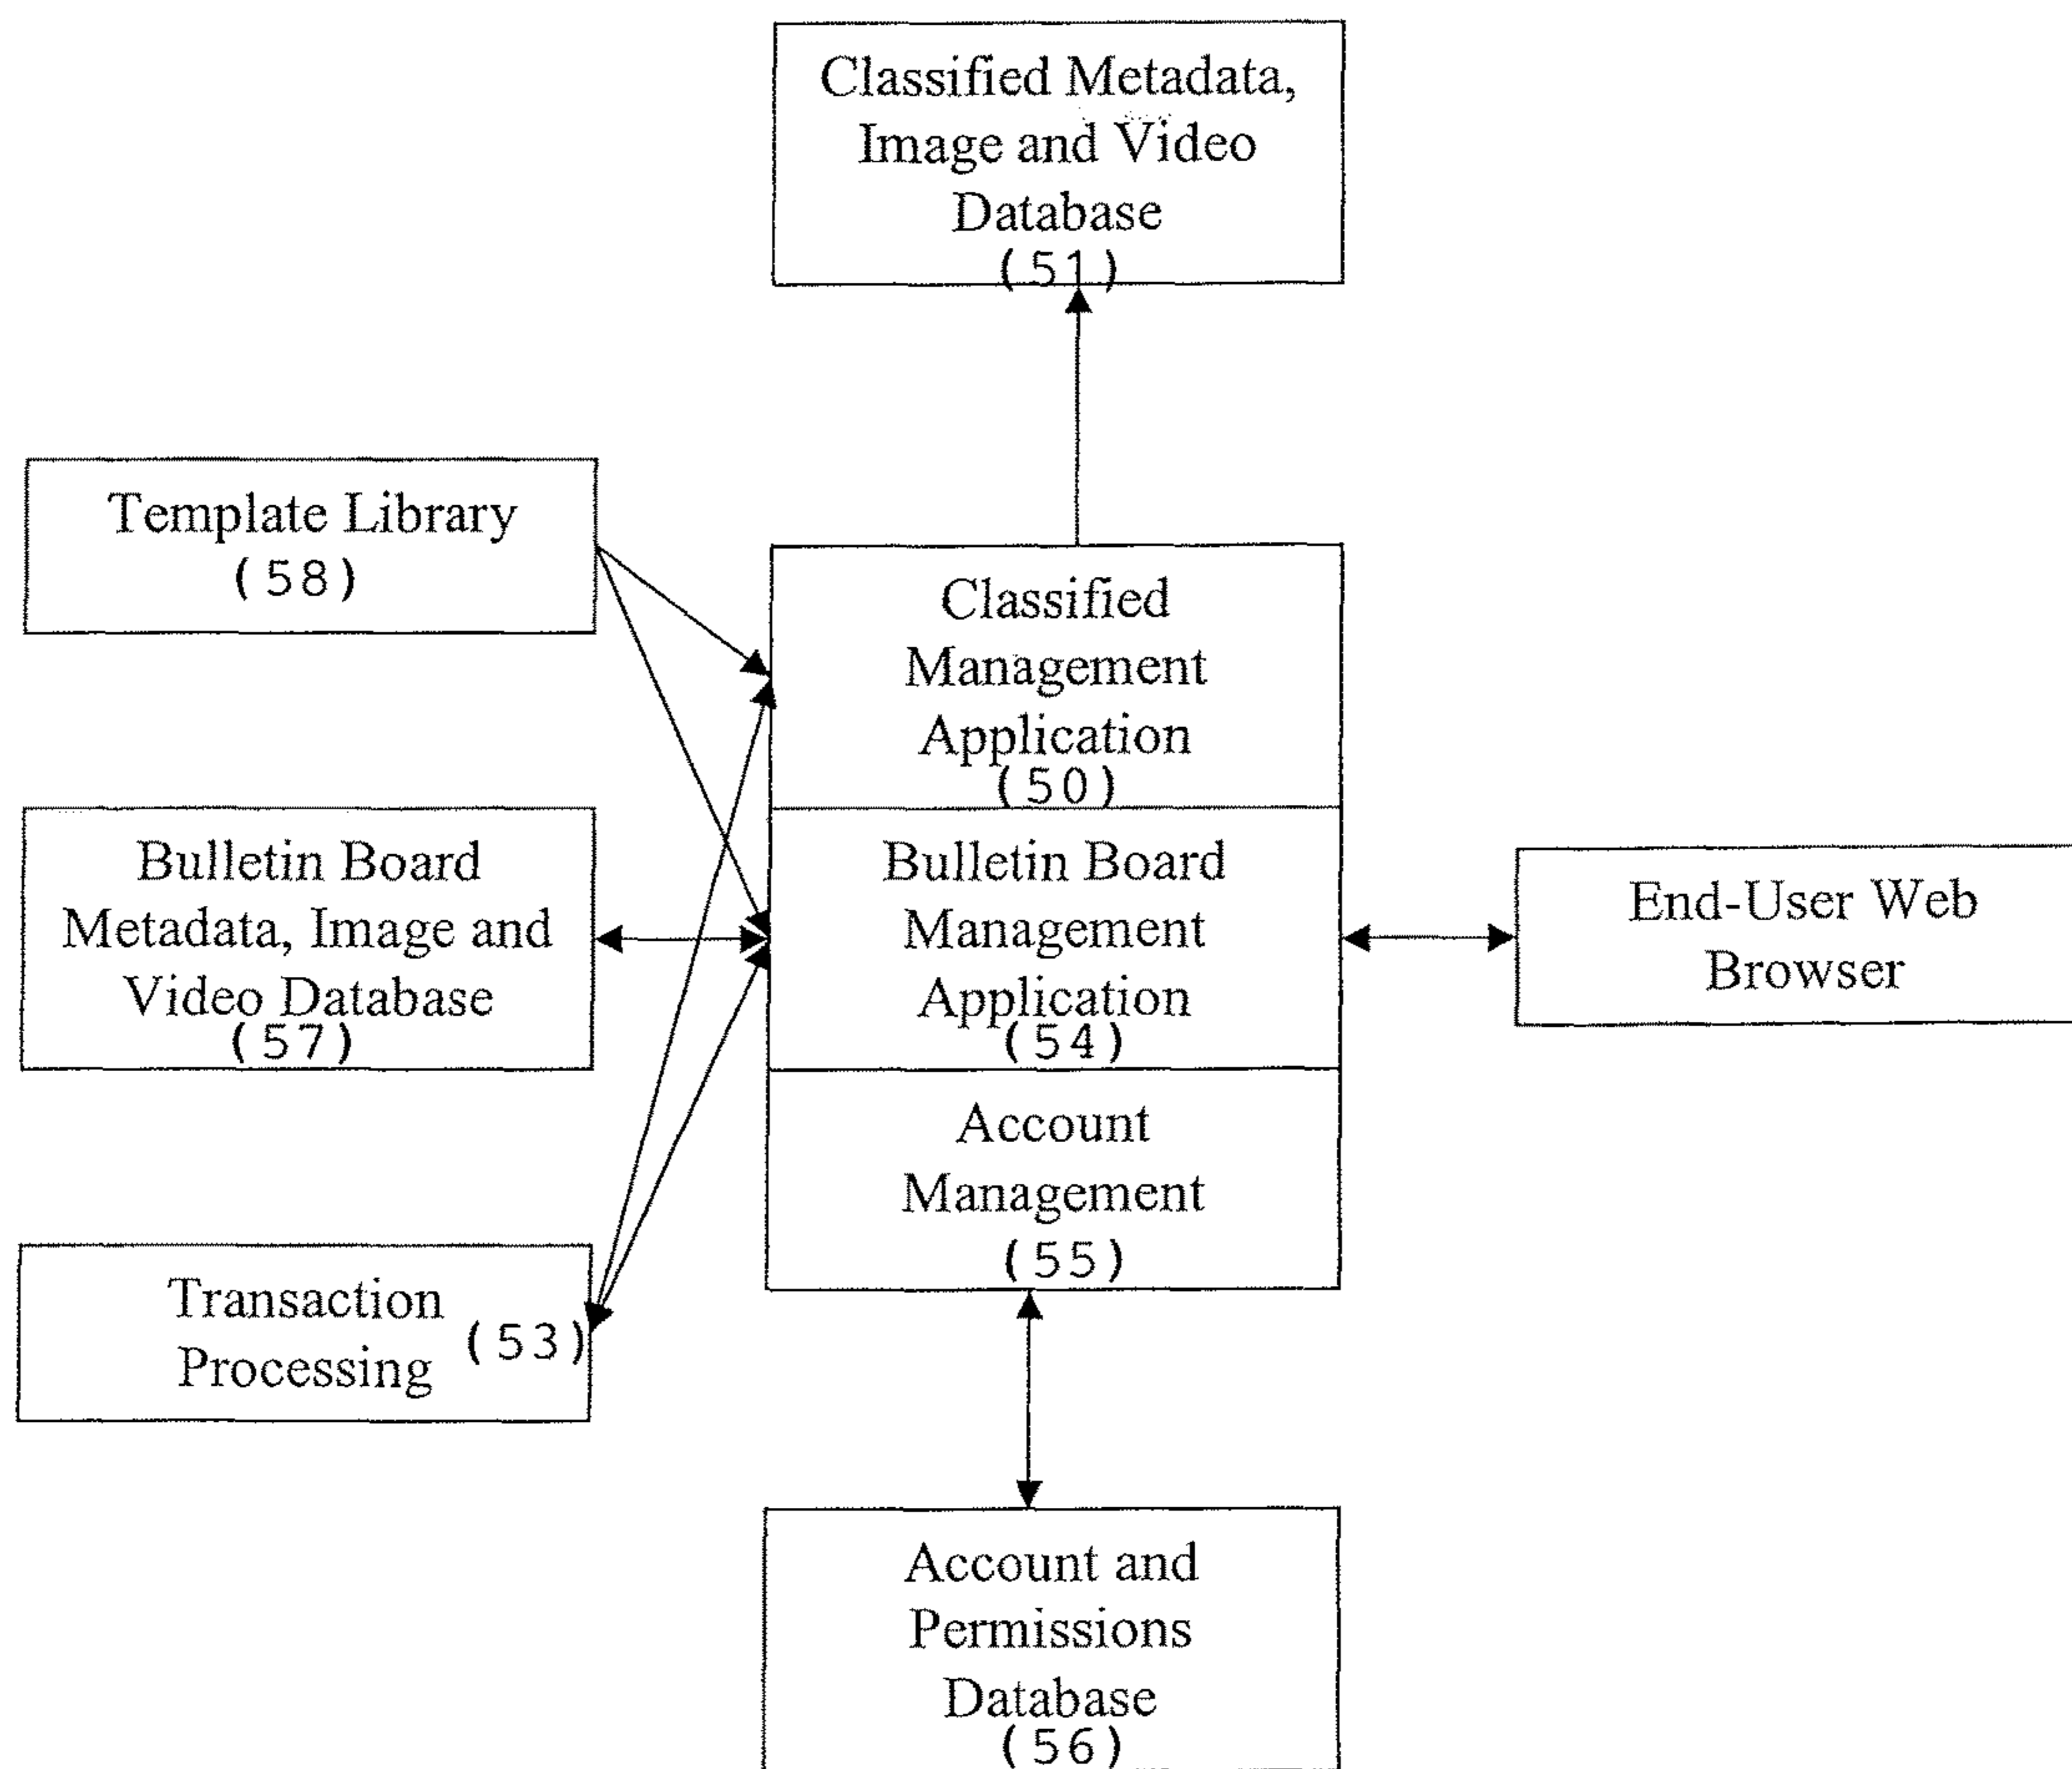 Classified Metadata,
Image and Video
Database
(51)
Template Library
(58)
Classified
Management
Application
(50)
Bulletin Board
Metadata, Image and
Video Database
(57)
Bulletin Board
Management
Application
(54)
End-User Web
Browser
Account
Management
(55)
Transaction
Processing
(53)
Account and
Permissions
Database
(56)